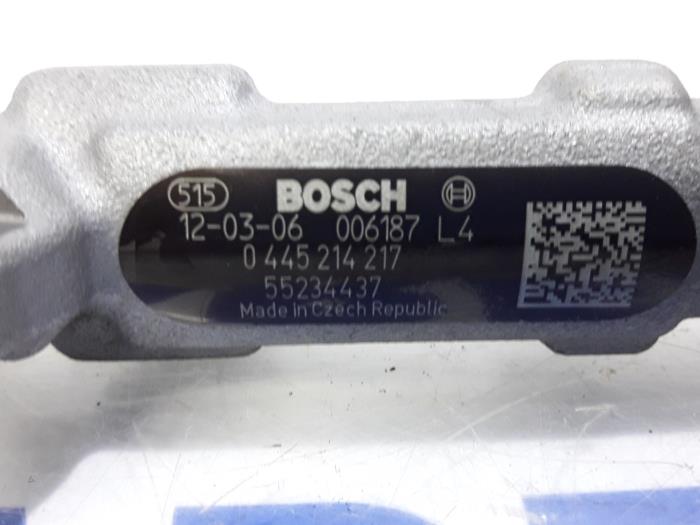 515 BOSCH
12-03-06 006187 L4
0 445 214 217
55234437
Made in Czech Republic